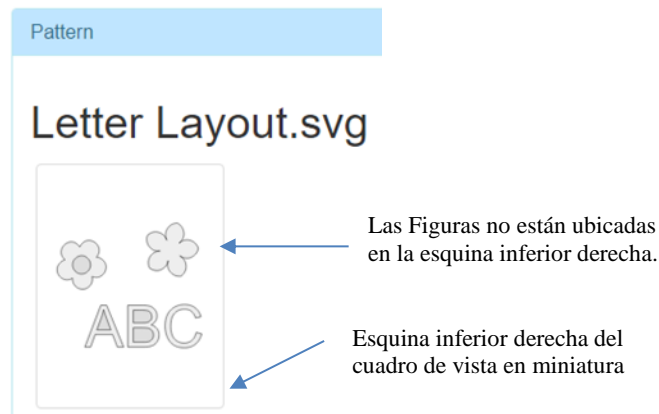 Pattern
Letter Layout.svg
Las Figuras no están ubicadas
en la esquina inferior derecha.
ABC
Esquina inferior derecha del
cuadro de vista en miniatura